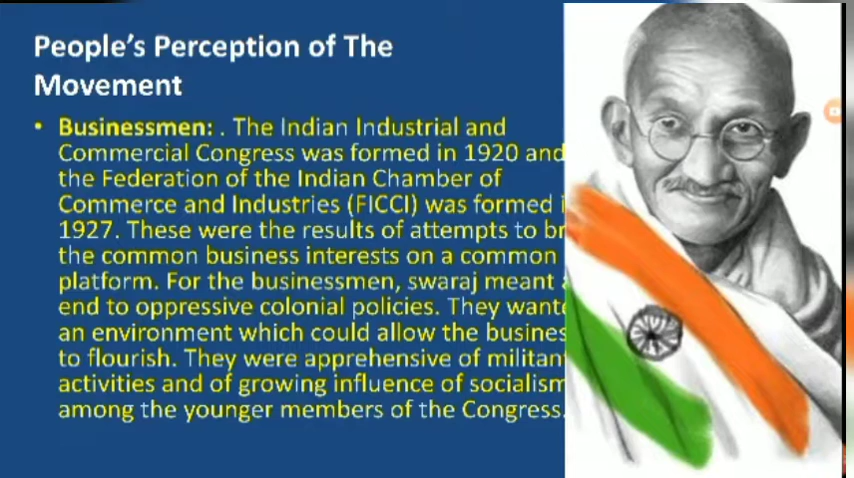 People's Perception of The
Movement
• Businessmen: . The Indian Industrial and
Commercial Congress was formed in 1920 and
the Federation of the Indian Chamber of
Commerce and Industries (FICCI) was formed i
1927. These were the results of attempts to br
the common business interests on a common
platform. For the businessmen, swaraj meant a
end to oppressive colonial policies. They wante
an environment which could allow the busines
to flourish. They were apprehensive of militan
activities and of growing influence of socialism
among the younger members of the Congress.